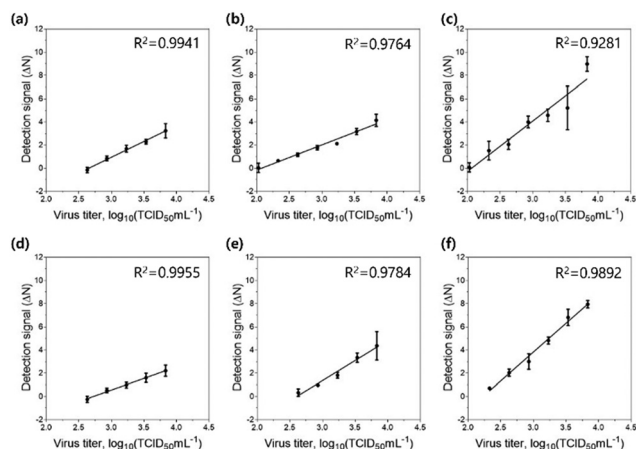 (a)
R²=0.9941
Detection signal (ΔN)
12
10
8
6
4
2
0
-2
2.0 2.5 3.0 3.5 4.0 4.5
Virus titer, log₁₀(TCID₅₀mL⁻¹)
(b)
R²=0.9764
Detection signal (ΔN)
12
10
8
6
4
2
0
-2
2.0 2.5 3.0 3.5 4.0 4.5
Virus titer, log₁₀(TCID₅₀mL⁻¹)
(c)
R²=0.9281
Detection signal (ΔN)
12
10
8
6
4
2
0
-2
2.0 2.5 3.0 3.5 4.0 4.5
Virus titer, log₁₀(TCID₅₀mL⁻¹)
(d)
R²=0.9955
Detection signal (ΔN)
12
10
8
6
4
2
0
-2
2.0 2.5 3.0 3.5 4.0 4.5
Virus titer, log₁₀(TCID₅₀mL⁻¹)
(e)
R²=0.9784
Detection signal (ΔN)
12
10
8
6
4
2
0
-2
2.0 2.5 3.0 3.5 4.0 4.5
Virus titer, log₁₀(TCID₅₀mL⁻¹)
(f)
R²=0.9892
Detection signal (ΔN)
12
10
8
6
4
2
0
-2
2.0 2.5 3.0 3.5 4.0 4.5
Virus titer, log₁₀(TCID₅₀mL⁻¹)